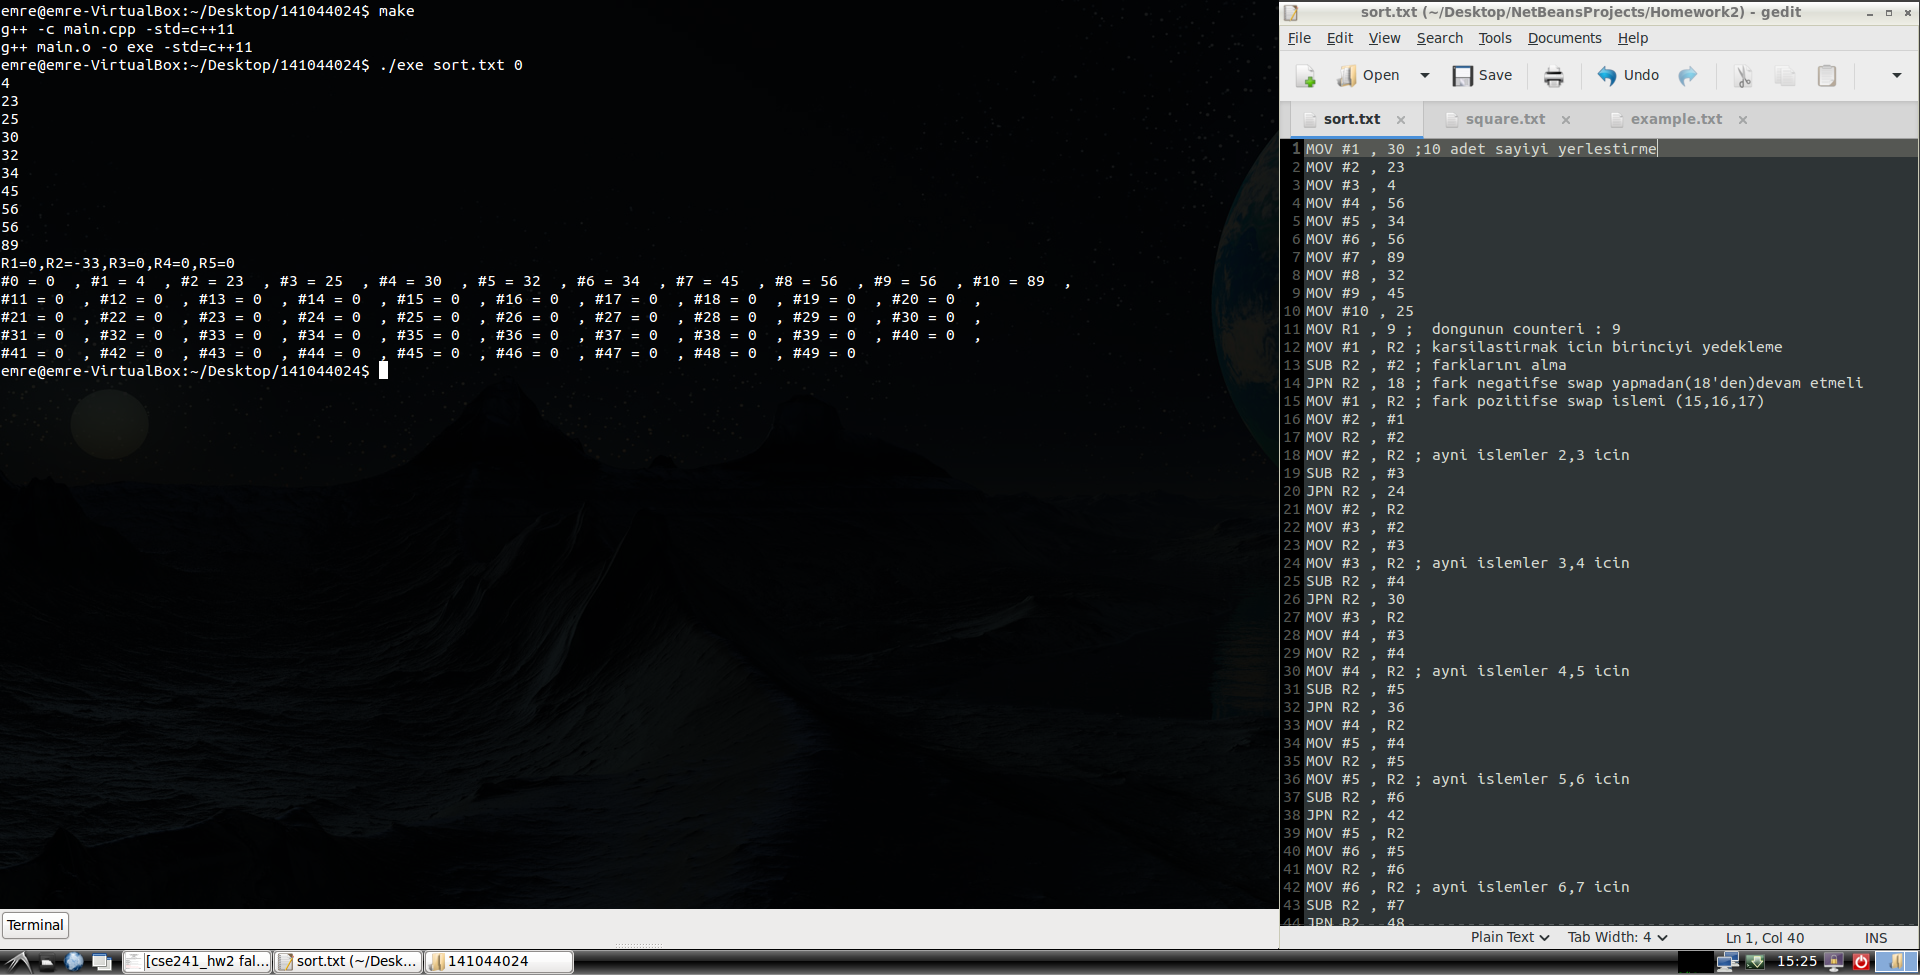 emre@emre-VirtualBox:~/Desktop/141044024$ make
g++ -c main.cpp -std=c++11
g++ main.o -o exe -std=c++11
emre@emre-VirtualBox:~/Desktop/141044024$ ./exe sort.txt 0
4
23
25
30
32
34
45
56
56
89
R1=0,R2=-33,R3=0,R4=0,R5=0
#0 = 0  , #1 = 4  , #2 = 23  , #3 = 25  , #4 = 30  , #5 = 32  , #6 = 34  , #7 = 45  , #8 = 56  , #9 = 56  , #10 = 89  ,
#11 = 0  , #12 = 0  , #13 = 0  , #14 = 0  , #15 = 0  , #16 = 0  , #17 = 0  , #18 = 0  , #19 = 0  , #20 = 0  ,
#21 = 0  , #22 = 0  , #23 = 0  , #24 = 0  , #25 = 0  , #26 = 0  , #27 = 0  , #28 = 0  , #29 = 0  , #30 = 0  ,
#31 = 0  , #32 = 0  , #33 = 0  , #34 = 0  , #35 = 0  , #36 = 0  , #37 = 0  , #38 = 0  , #39 = 0  , #40 = 0  ,
#41 = 0  , #42 = 0  , #43 = 0  , #44 = 0  , #45 = 0  , #46 = 0  , #47 = 0  , #48 = 0  , #49 = 0
emre@emre-VirtualBox:~/Desktop/141044024$
Terminal
sort.txt (~/Desktop/NetBeansProjects/Homework2) - gedit
File Edit View Search Tools Documents Help
Open Save Undo
sort.txt × square.txt × example.txt ×
1 MOV #1 , 30 ;10 adet sayiyi yerlestirme
2 MOV #2 , 23
3 MOV #3 , 4
4 MOV #4 , 56
5 MOV #5 , 34
6 MOV #6 , 56
7 MOV #7 , 89
8 MOV #8 , 32
9 MOV #9 , 45
10 MOV #10 , 25
11 MOV R1 , 9 ;  dongunun counteri : 9
12 MOV #1 , R2 ; karsilastirmak icin birinciyi yedekleme
13 SUB R2 , #2 ; farklarını alma
14 JPN R2 , 18 ; fark negatifse swap yapmadan(18'den)devam etmeli
15 MOV #1 , R2 ; fark pozitifse swap islemi (15,16,17)
16 MOV #2 , #1
17 MOV R2 , #2
18 MOV #2 , R2 ; ayni islemler 2,3 icin
19 SUB R2 , #3
20 JPN R2 , 24
21 MOV #2 , R2
22 MOV #3 , #2
23 MOV R2 , #3
24 MOV #3 , R2 ; ayni islemler 3,4 icin
25 SUB R2 , #4
26 JPN R2 , 30
27 MOV #3 , R2
28 MOV #4 , #3
29 MOV R2 , #4
30 MOV #4 , R2 ; ayni islemler 4,5 icin
31 SUB R2 , #5
32 JPN R2 , 36
33 MOV #4 , R2
34 MOV #5 , #4
35 MOV R2 , #5
36 MOV #5 , R2 ; ayni islemler 5,6 icin
37 SUB R2 , #6
38 JPN R2 , 42
39 MOV #5 , R2
40 MOV #6 , #5
41 MOV R2 , #6
42 MOV #6 , R2 ; ayni islemler 6,7 icin
43 SUB R2 , #7
44 JPN R2 , 48
Plain Text Tab Width: 4 Ln 1, Col 40 INS
[cse241_hw2 fal... sort.txt (~/Desk... 141044024 15:25